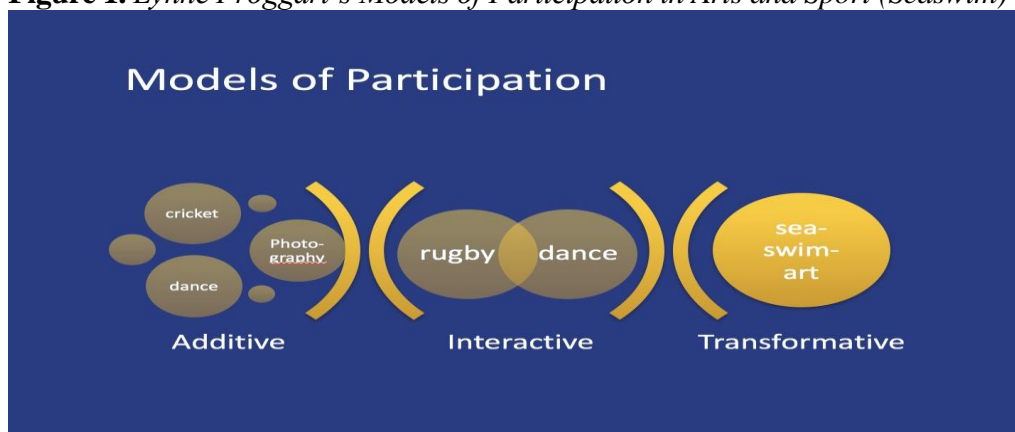 Figure 1. Lynne Froggart's Models of Participation in Arts and Sport (Seaswim)
Models of Participation
cricket
Photo-
graphy
dance
rugby
dance
sea-
swim-
art
Additive
Interactive
Transformative